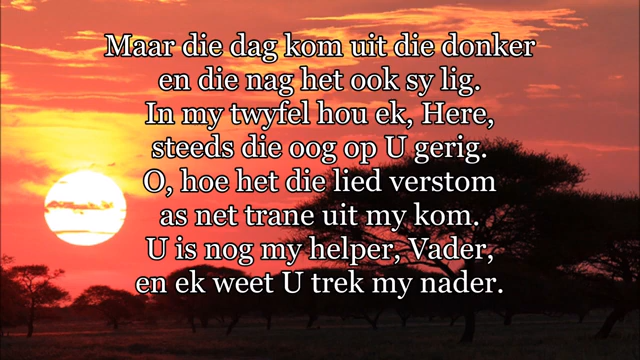 Maar die dag kom uit die donker
en die nag het ook sy lig.
In my twyfel hou ek, Here,
steeds die oog op U gerig.
O, hoe het die lied verstom
as net trane uit my kom.
U is nog my helper, Vader,
en ek weet U trek my nader.